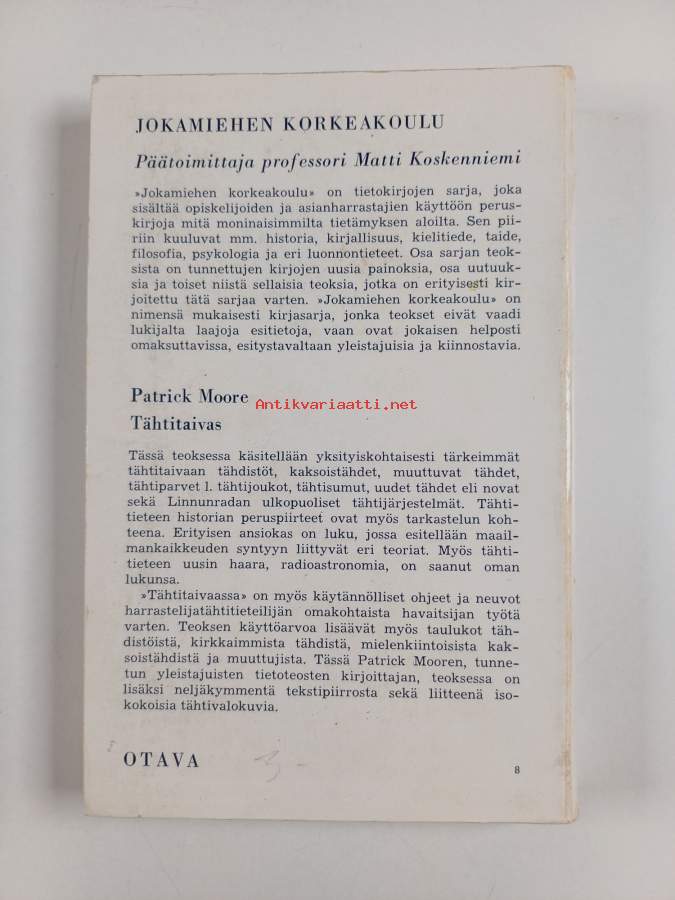 JOKAMIEHEN KORKEAKOULU
Päätoimittaja professori Matti Koskenniemi
»Jokamiehen korkeakoulu» on tietokirjojen sarja, joka
sisältää opiskelijoiden ja asianharrastajien käyttöön perus-
kirjoja mitä moninaisimmilta tietämyksen aloilta. Sen pii-
riin kuuluvat mm. historia, kirjallisuus, kielitiede, taide,
filosofia, psykologia ja eri luonnontieteet. Osa sarjan teok-
sista on tunnettujen kirjojen uusia painoksia, osa uutuuk-
sia ja toiset niistä sellaisia teoksia, jotka on erityisesti kir-
joitettu tätä sarjaa varten. »Jokamiehen korkeakoulu» on
nimensä mukaisesti kirjasarja, jonka teokset eivät vaadi
lukijalta laajoja esitietoja, vaan ovat jokaisen helposti
omaksuttavissa, esitystavaltaan yleistajuisia ja kiinnostavia.
Patrick Moore
Antikvariaatti.net
Tähtitaivas
Tässä teoksessa käsitellään yksityiskohtaisesti tärkeimmät
tähtitaivaan tähdistöt, kaksoistähdet, muuttuvat tähdet,
tähtiparvet l. tähtijoukot, tähtisumut, uudet tähdet eli novat
sekä Linnunradan ulkopuoliset tähtijärjestelmät. Tähti-
tieteen historian peruspiirteet ovat myös tarkastelun koh-
teena. Erityisen ansiokas on luku, jossa esitellään maail-
mankaikkeuden syntyyn liittyvät eri teoriat. Myös tähti-
tieteen uusin haara, radioastronomia, on saanut oman
lukunsa.
»Tähtitaivaassa» on myös käytännölliset ohjeet ja neuvot
harrastelijatähtitieteilijän omakohtaista havaitsijan työtä
varten. Teoksen käyttöarvoa lisäävät myös taulukot täh-
distöistä, kirkkaimmista tähdistä, mielenkiintoisista kak-
soistähdistä ja muuttujista. Tässä Patrick Mooren, tunne-
tun yleistajuisten tietoteosten kirjoittajan, teoksessa on
lisäksi neljäkymmentä tekstipiirrosta sekä liitteenä iso-
kokoisia tähtivalokuvia.
OTAVA
8